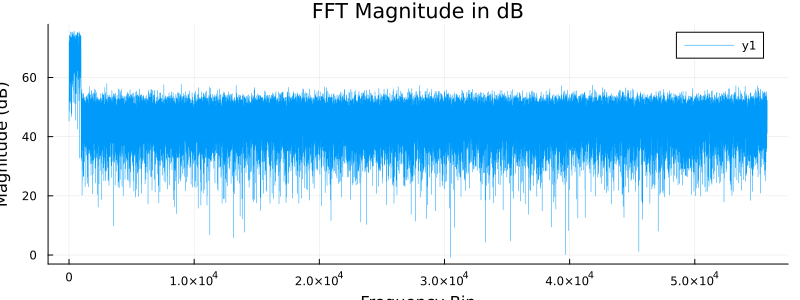 FFT Magnitude in dB
y1
Magnitude (dB)
60
40
20
0
0
1.0×10⁴
2.0×10⁴
3.0×10⁴
4.0×10⁴
5.0×10⁴
Frequency Bin